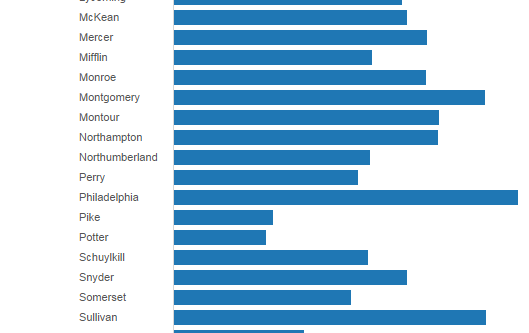 McKean
Mercer
Mifflin
Monroe
Montgomery
Montour
Northampton
Northumberland
Perry
Philadelphia
Pike
Potter
Schuylkill
Snyder
Somerset
Sullivan